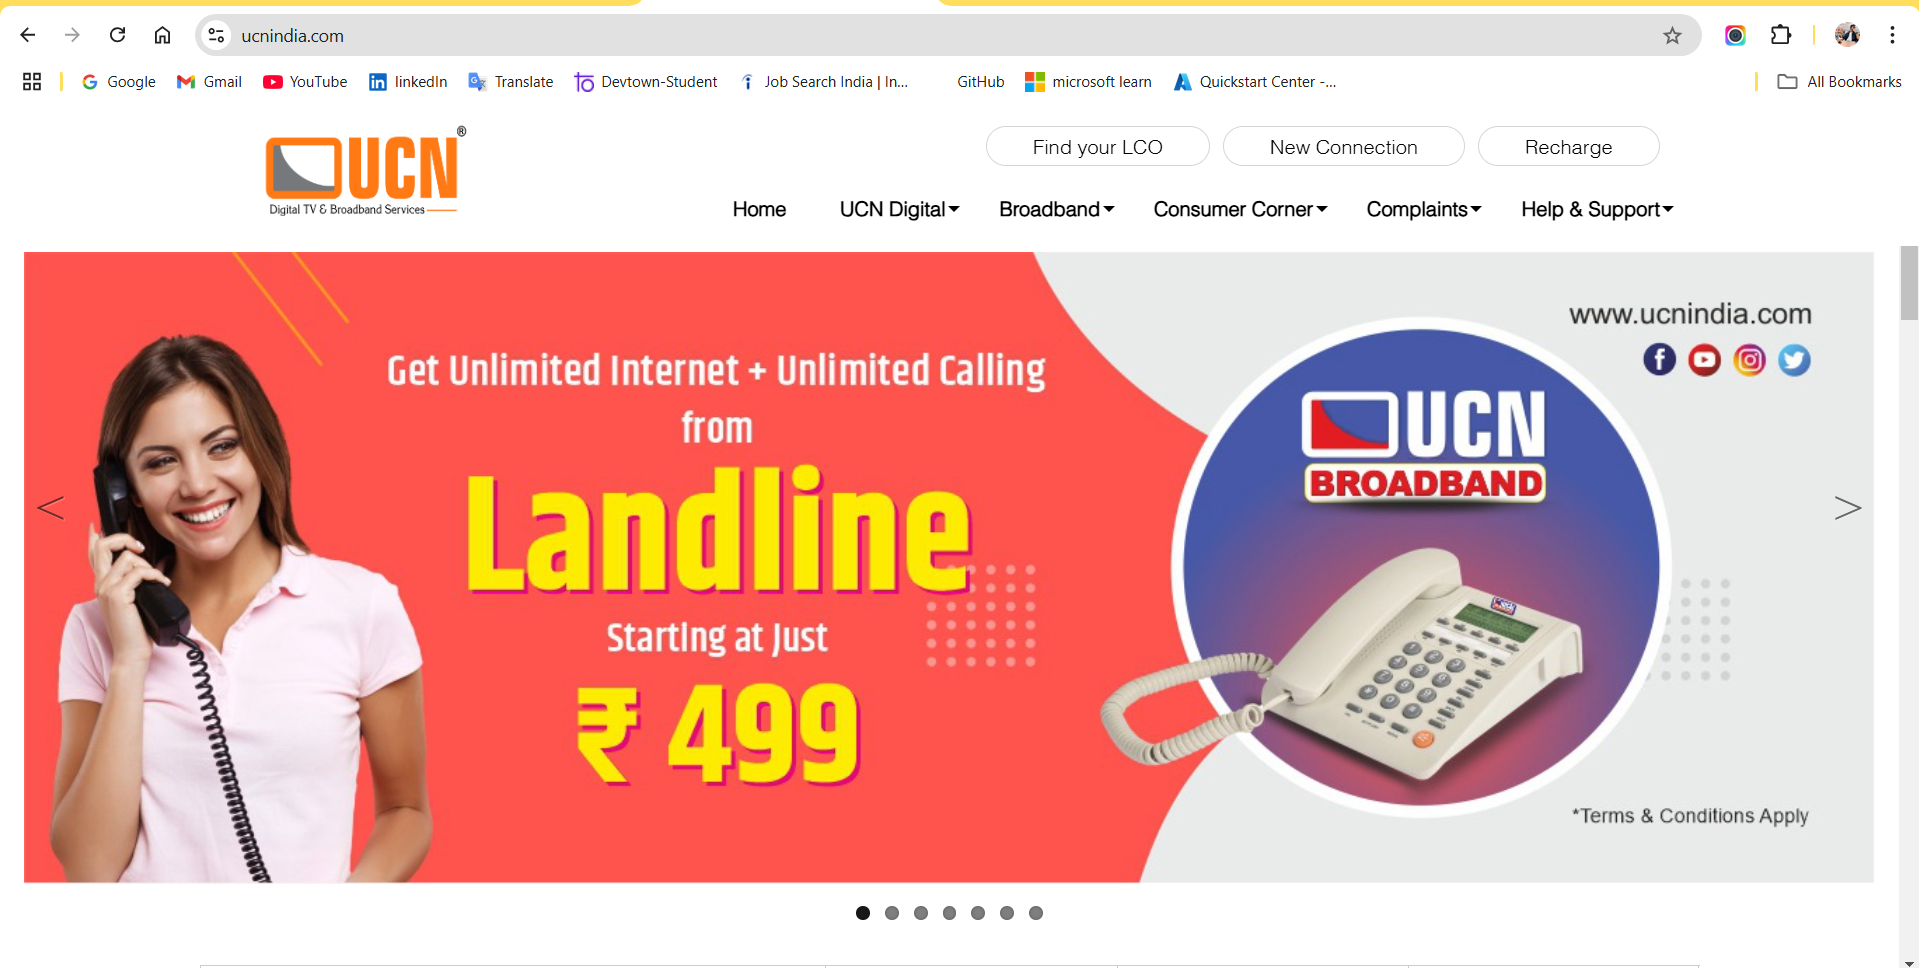 ucnindia.com
Google Gmail YouTube linkedIn Translate Devtown-Student Job Search India | In... GitHub microsoft learn Quickstart Center -... All Bookmarks
UCN®
Digital TV & Broadband Services
Find your LCO New Connection Recharge
Home UCN Digital Broadband Consumer Corner Complaints Help & Support
www.ucnindia.com
Get Unlimited Internet + Unlimited Calling
from
Landline
Starting at Just
₹ 499
UCN
BROADBAND
*Terms & Conditions Apply